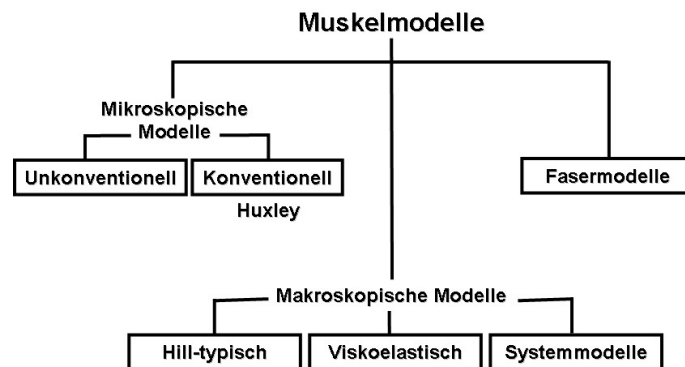 Muskelmodelle
Mikroskopische
Modelle
Unkonventionell
Konventionell
Huxley
Fasermodelle
Makroskopische Modelle
Hill-typisch
Viskoelastisch
Systemmodelle